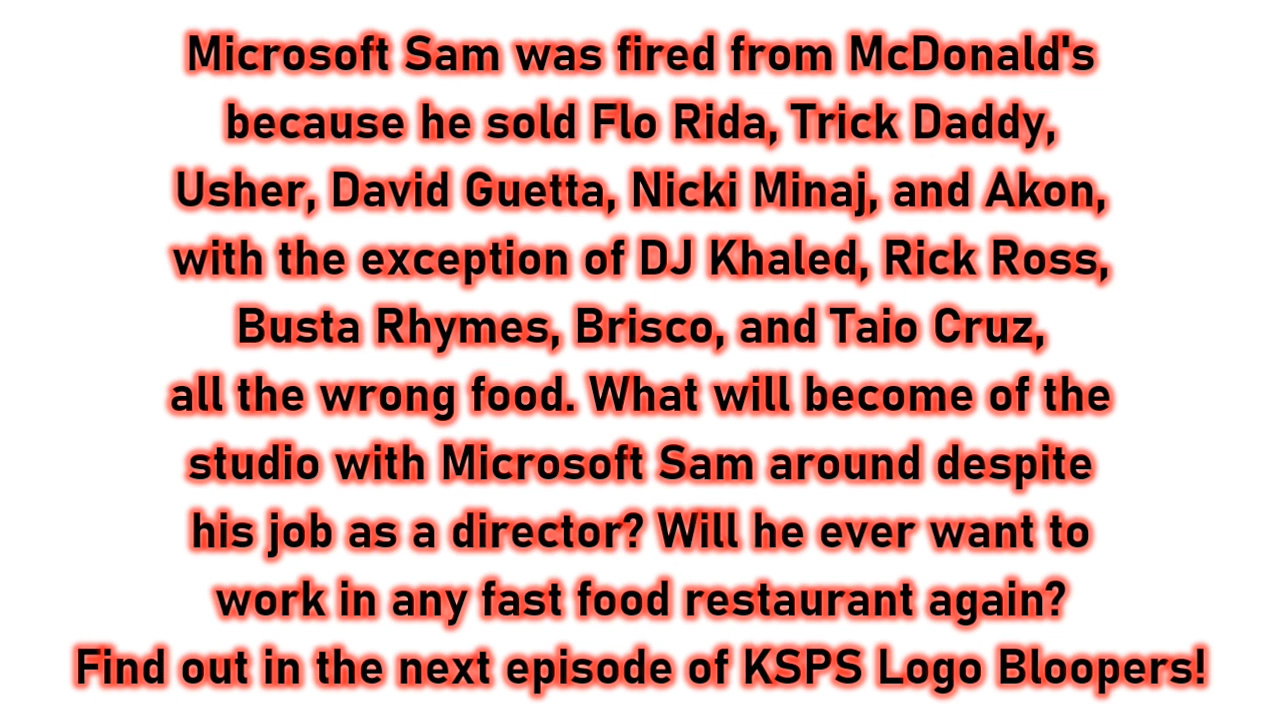 Microsoft Sam was fired from McDonald's
because he sold Flo Rida, Trick Daddy,
Usher, David Guetta, Nicki Minaj, and Akon,
with the exception of DJ Khaled, Rick Ross,
Busta Rhymes, Brisco, and Taio Cruz,
all the wrong food. What will become of the
studio with Microsoft Sam around despite
his job as a director? Will he ever want to
work in any fast food restaurant again?
Find out in the next episode of KSPS Logo Bloopers!